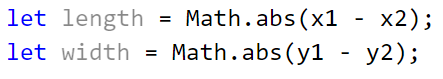 let length = Math.abs(x1 - x2);
let width = Math.abs(y1 - y2);